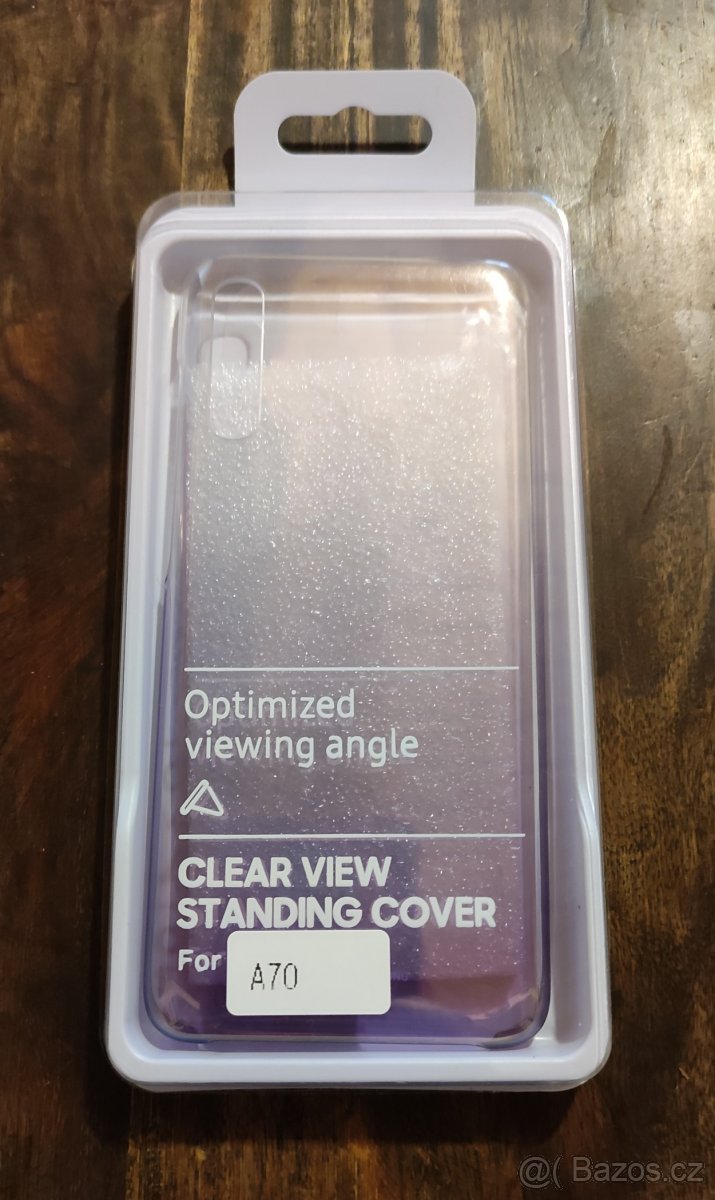 Optimized
viewing angle
CLEAR VIEW
STANDING COVER
For A70
@( Bazos.cz